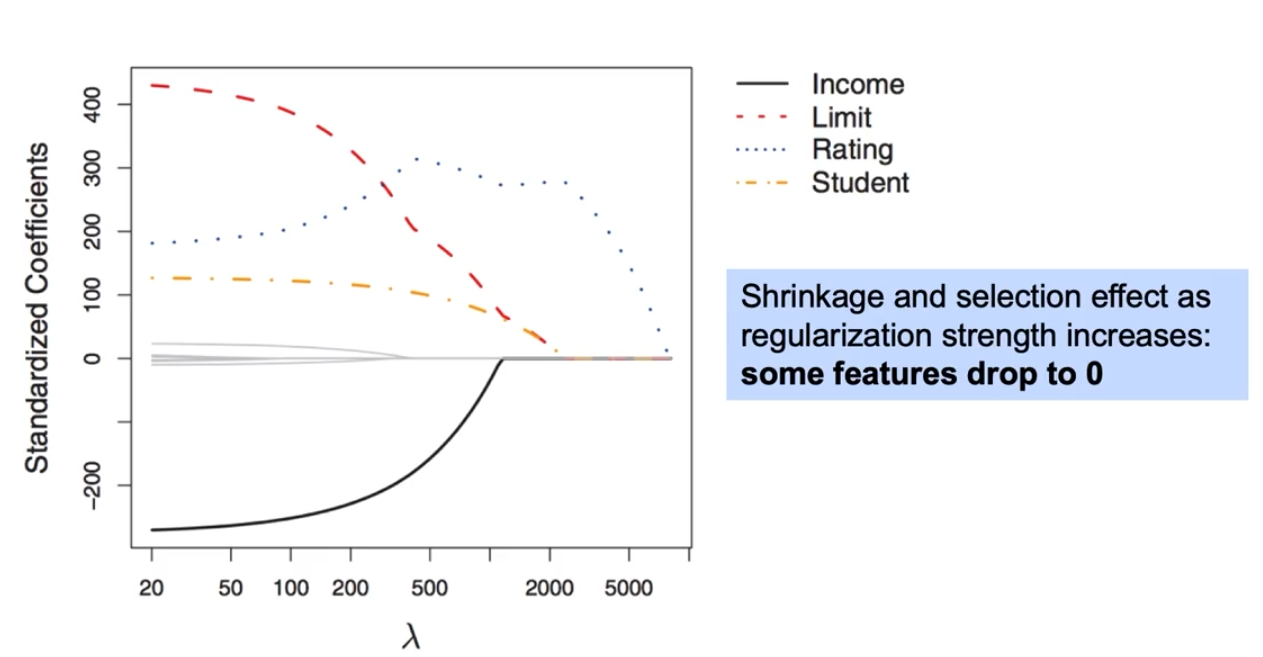 Standardized Coefficients
400
300
200
100
0
−200
20 50 100 200 500 2000 5000
λ
Income
Limit
Rating
Student
Shrinkage and selection effect as
regularization strength increases:
some features drop to 0